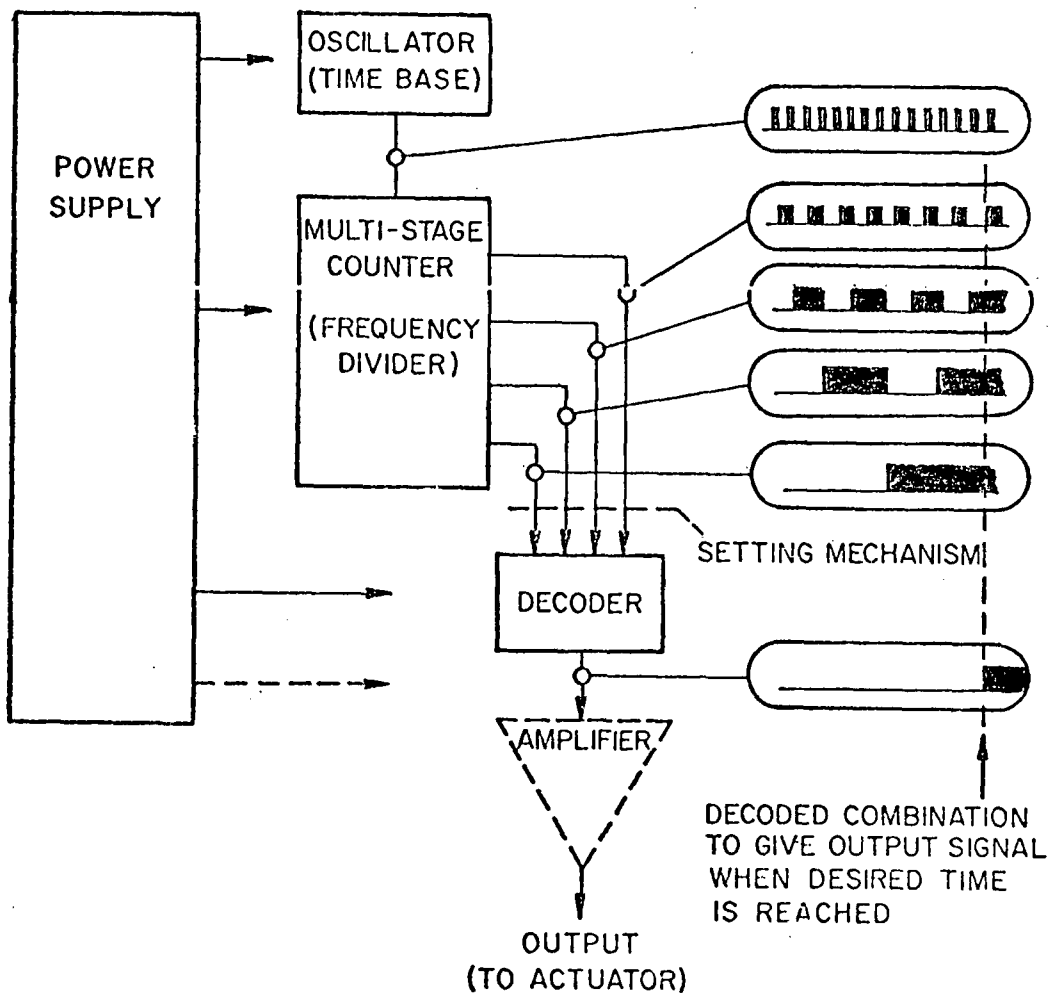 OSCILLATOR
(TIME BASE)
POWER
SUPPLY
MULTI-STAGE
COUNTER
(FREQUENCY
DIVIDER)
SETTING MECHANISM
DECODER
AMPLIFIER
DECODED COMBINATION
TO GIVE OUTPUT SIGNAL
WHEN DESIRED TIME
IS REACHED
OUTPUT
(TO ACTUATOR)